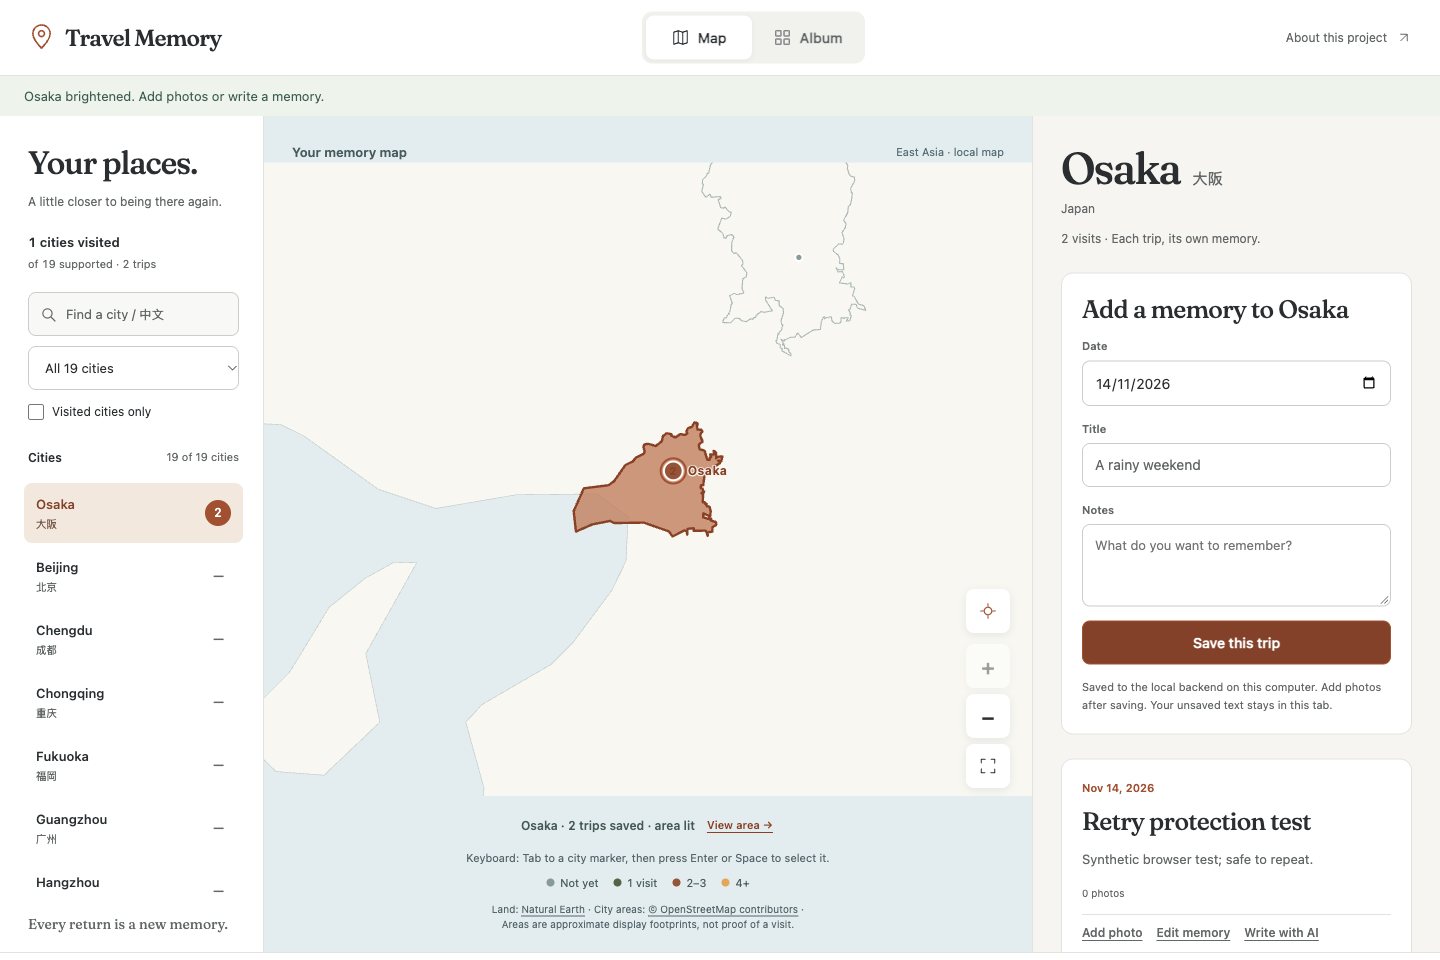 Travel Memory
Map
Album
About this project
Osaka brightened. Add photos or write a memory.
Your places.
A little closer to being there again.
1 cities visited
of 19 supported · 2 trips
Find a city / 中文
All 19 cities
Visited cities only
Cities
19 of 19 cities
Osaka
大阪
2
Beijing
北京
—
Chengdu
成都
—
Chongqing
重庆
—
Fukuoka
福岡
—
Guangzhou
广州
—
Hangzhou
—
Every return is a new memory.
Your memory map
East Asia · local map
Osaka
Osaka · 2 trips saved · area lit
View area →
Keyboard: Tab to a city marker, then press Enter or Space to select it.
Not yet
1 visit
2–3
4+
Land: Natural Earth · City areas: © OpenStreetMap contributors ·
Areas are approximate display footprints, not proof of a visit.
Osaka 大阪
Japan
2 visits · Each trip, its own memory.
Add a memory to Osaka
Date
14/11/2026
Title
A rainy weekend
Notes
What do you want to remember?
Save this trip
Saved to the local backend on this computer. Add photos
after saving. Your unsaved text stays in this tab.
Nov 14, 2026
Retry protection test
Synthetic browser test; safe to repeat.
0 photos
Add photo
Edit memory
Write with AI